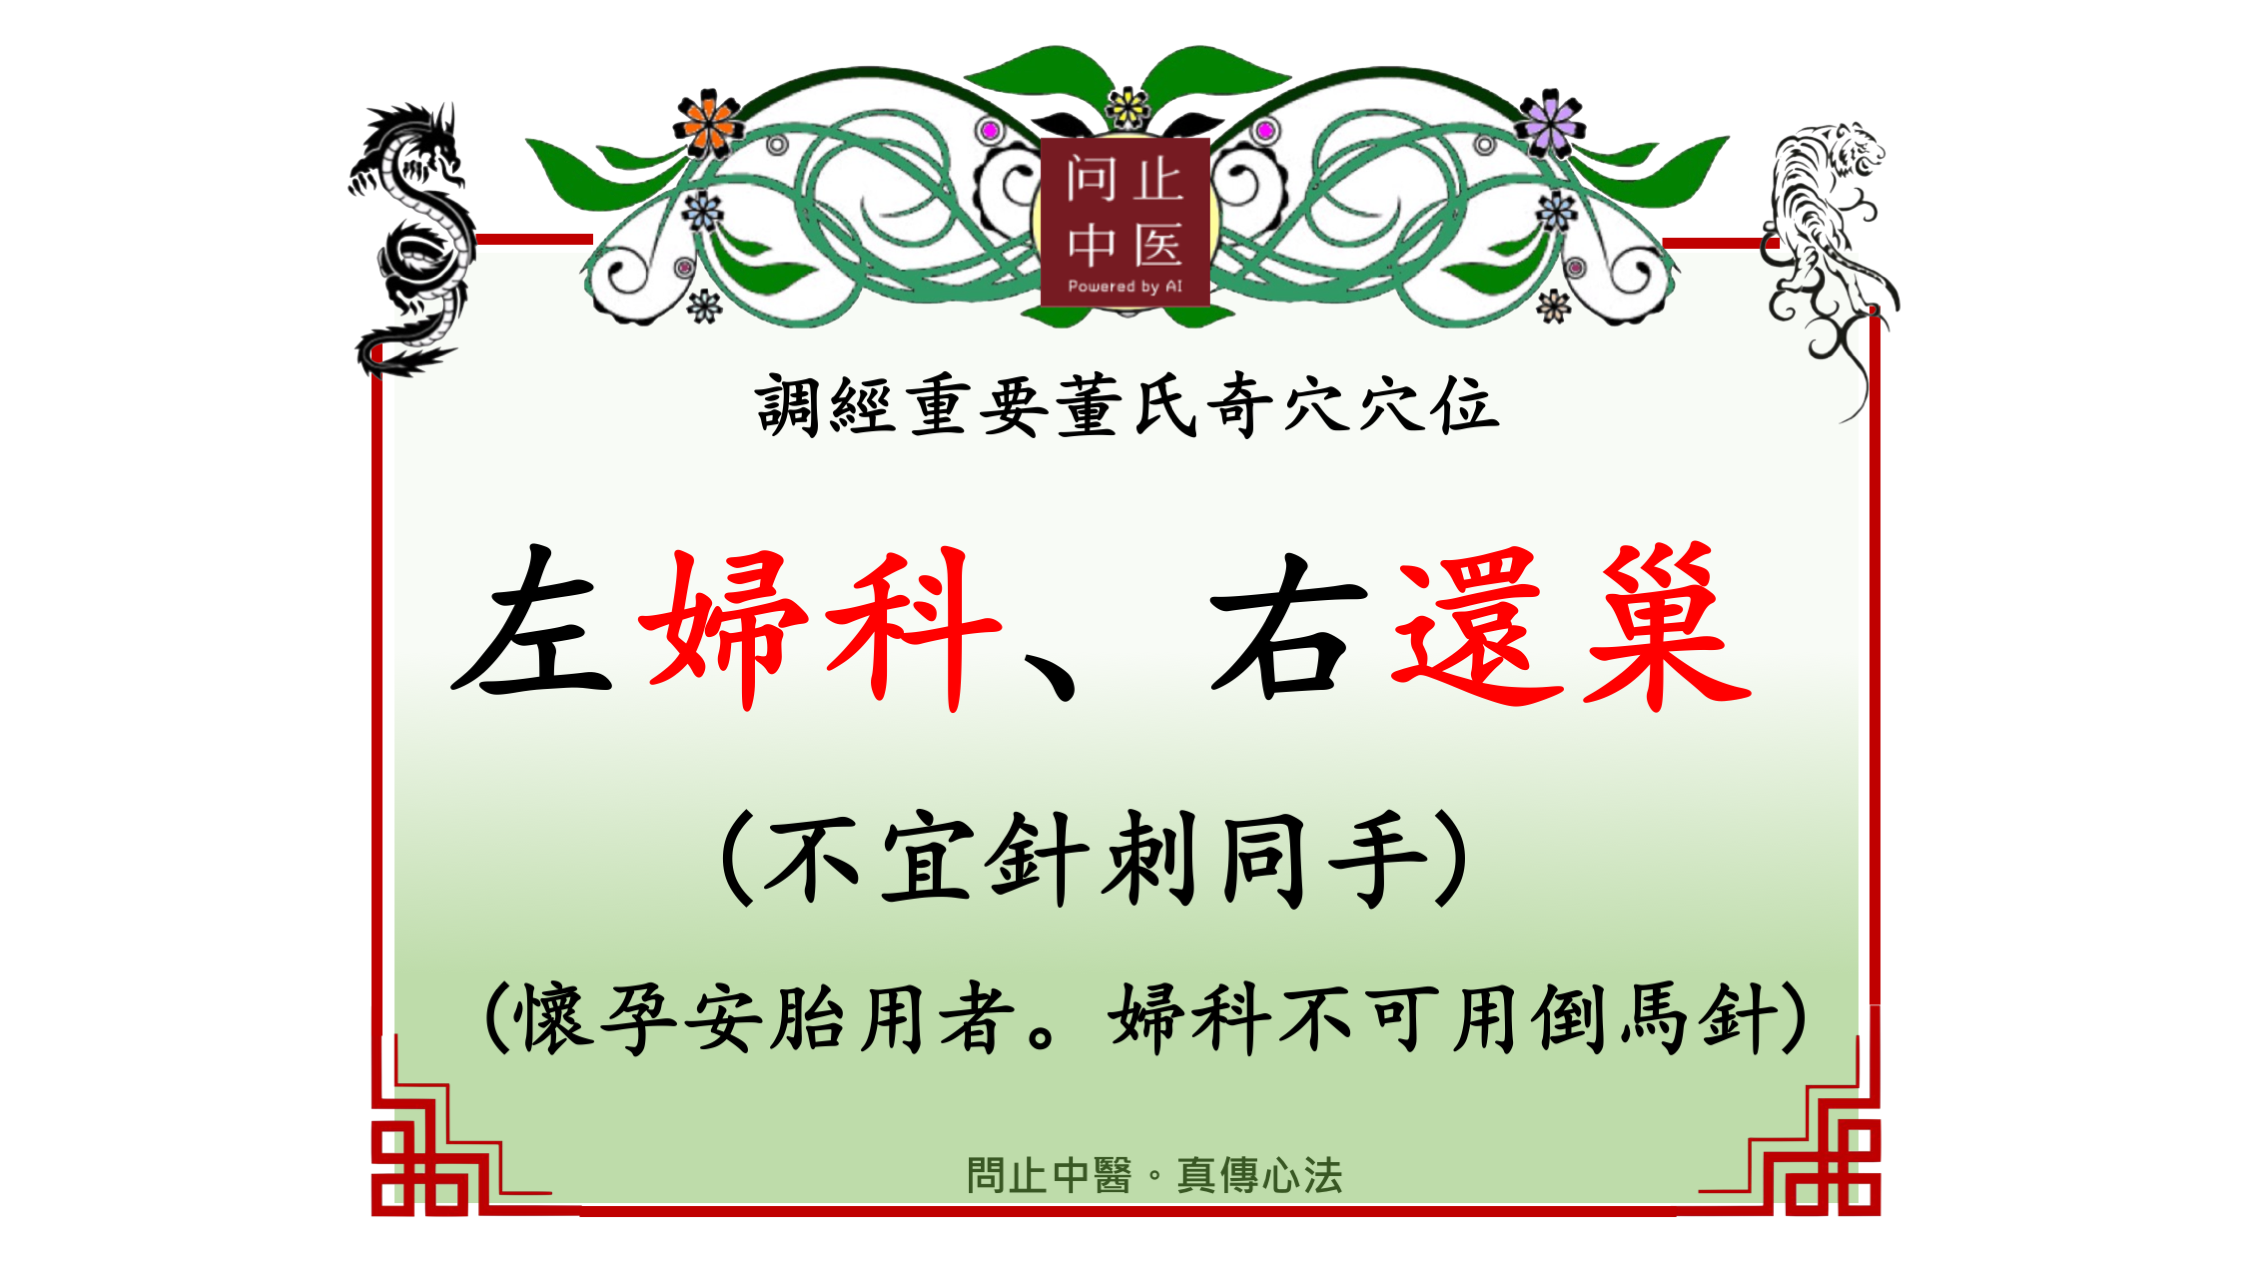 问止
中医
Powered by AI
調經重要董氏奇穴穴位
左婦科、右還巢
(不宜針刺同手)
(懷孕安胎用者。婦科不可用倒馬針)
問止中醫。真傳心法